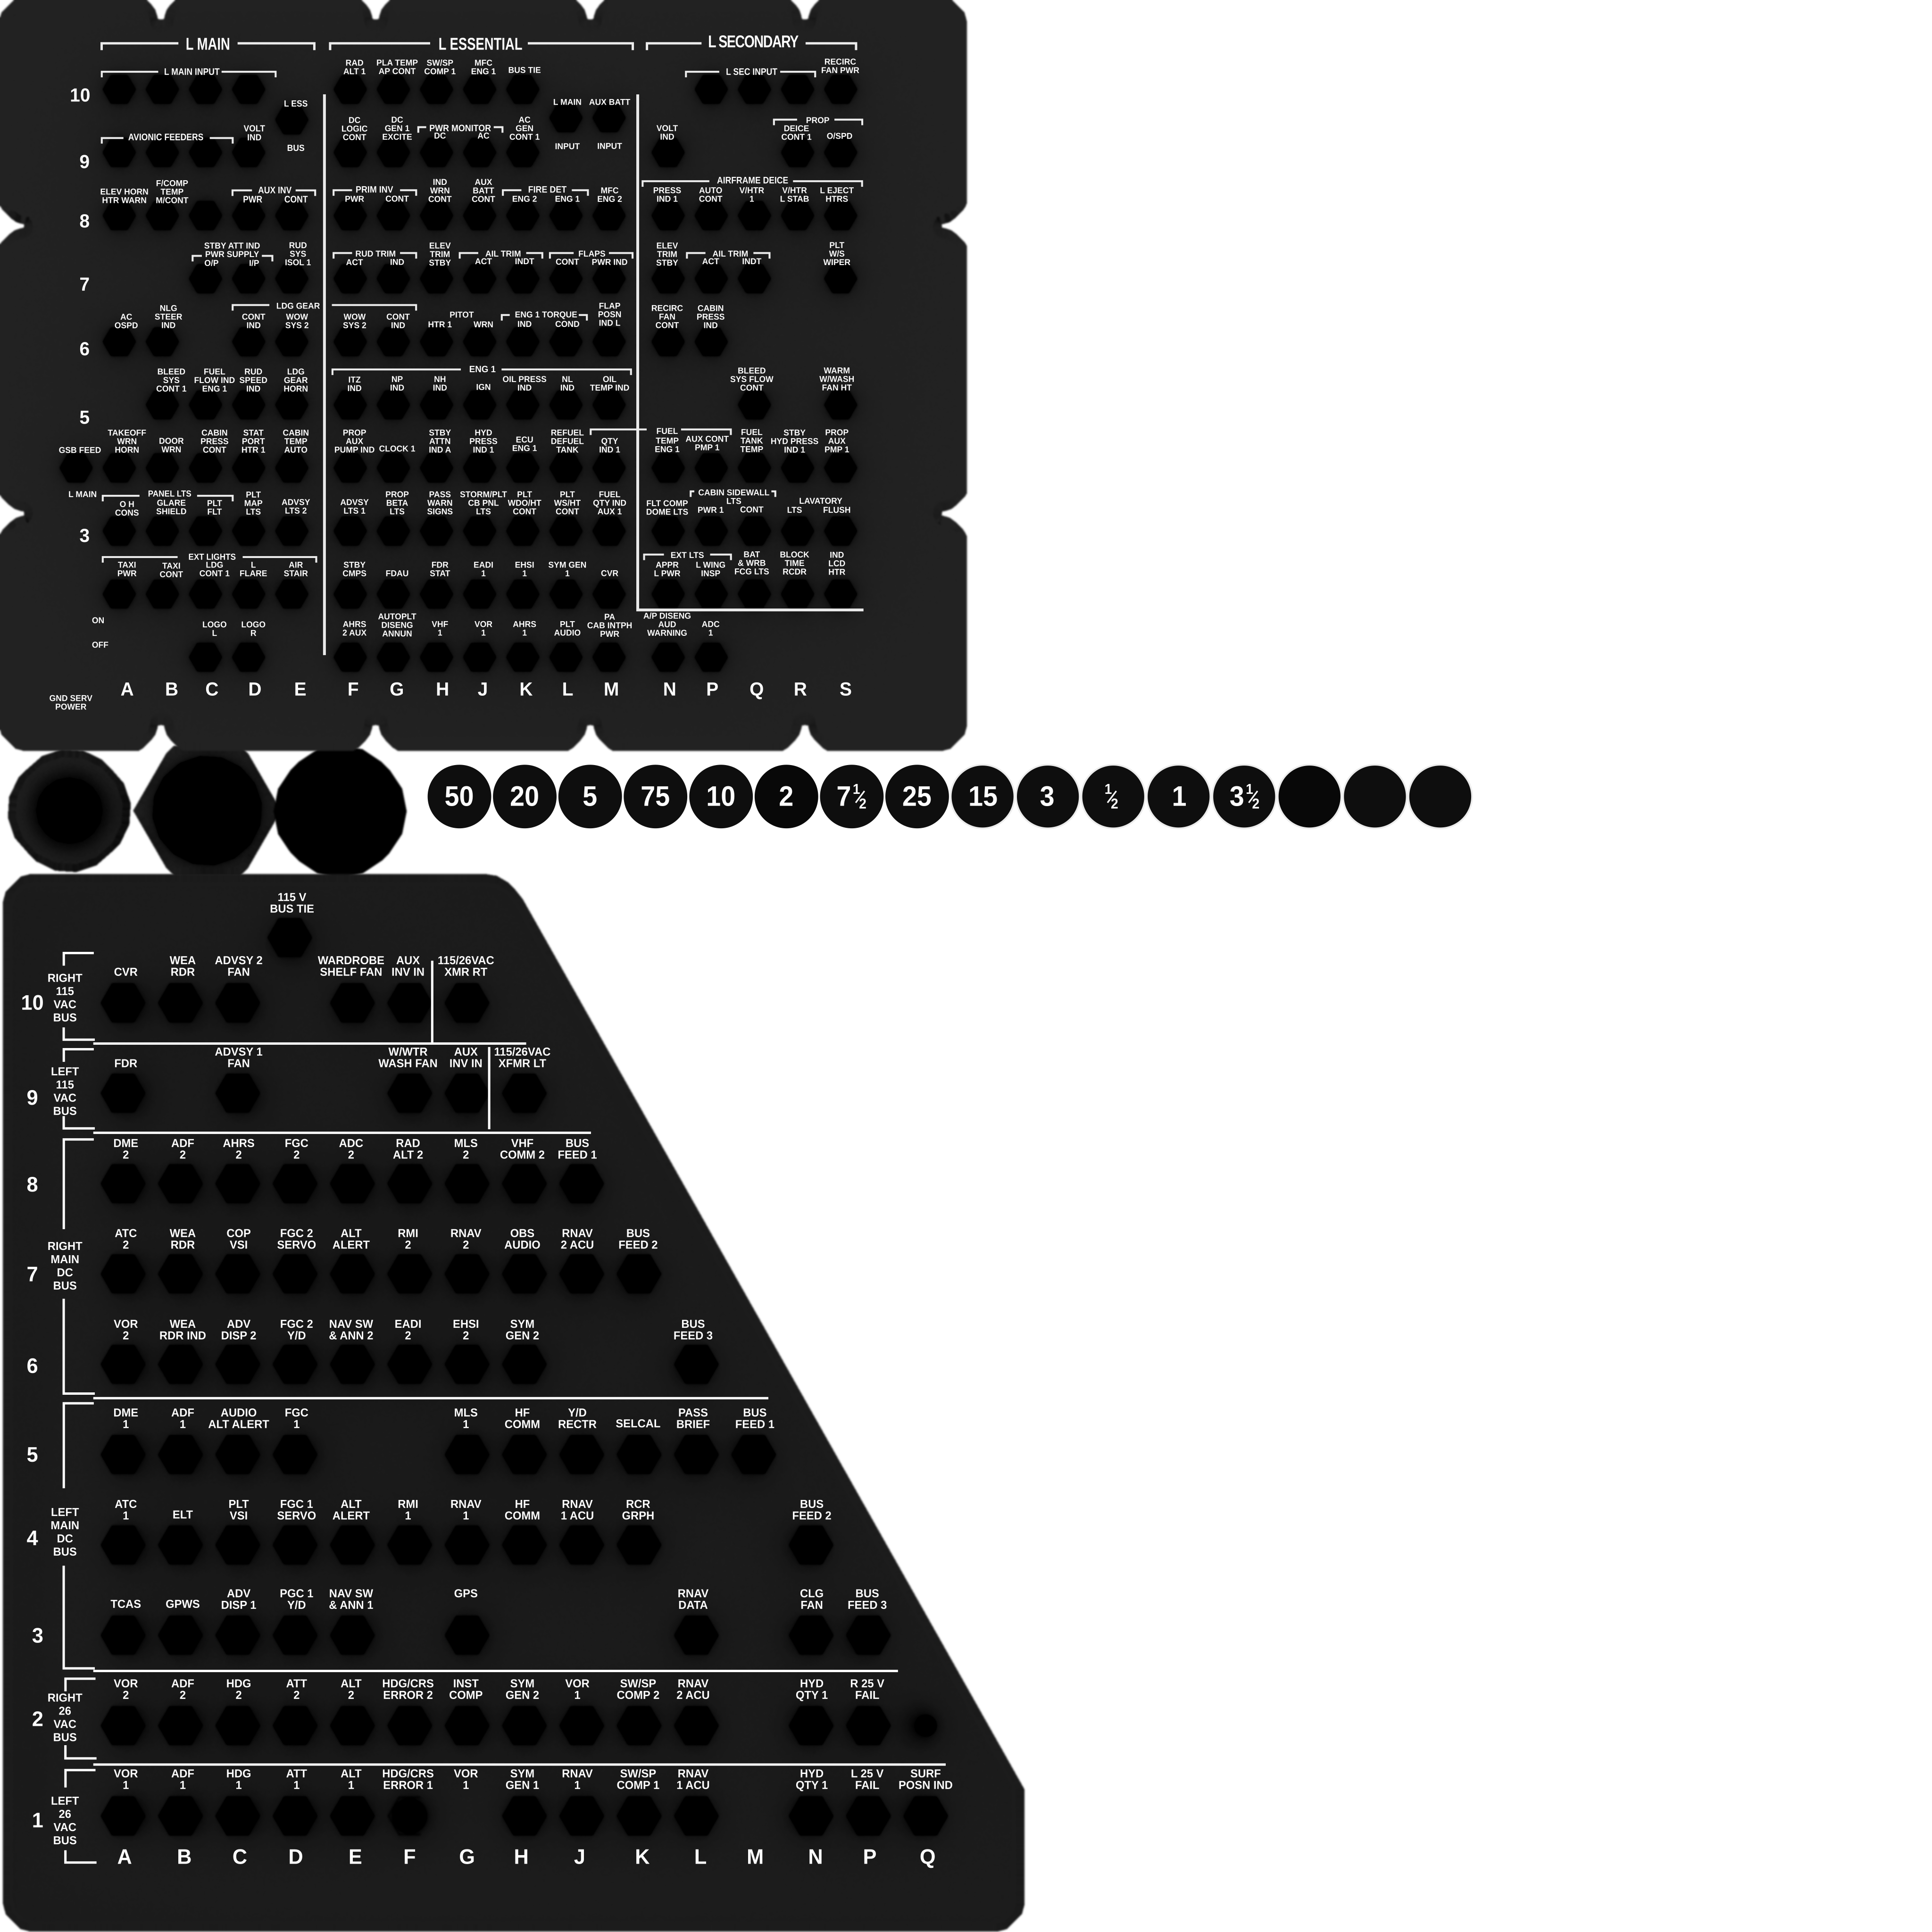 L MAIN L ESSENTIAL L SECONDARY
L MAIN INPUT
RAD
ALT 1
PLA TEMP
AP CONT
SW/SP
COMP 1
MFC
ENG 1
BUS TIE
L SEC INPUT
RECIRC
FAN PWR
10
L ESS
BUS
L MAIN
INPUT
AUX BATT
INPUT
AVIONIC FEEDERS
VOLT
IND
DC
LOGIC
CONT
DC
GEN 1
EXCITE
PWR MONITOR
DC AC
AC
GEN
CONT 1
VOLT
IND
PROP
DEICE
CONT 1
O/SPD
9
ELEV HORN
HTR WARN
F/COMP
TEMP
M/CONT
AUX INV
PWR CONT
PRIM INV
PWR CONT
IND
WRN
CONT
AUX
BATT
CONT
FIRE DET
ENG 2 ENG 1
MFC
ENG 2
AIRFRAME DEICE
PRESS
IND 1
AUTO
CONT
V/HTR
1
V/HTR
L STAB
L EJECT
HTRS
8
STBY ATT IND
PWR SUPPLY
O/P I/P
RUD
SYS
ISOL 1
RUD TRIM
ACT IND
ELEV
TRIM
STBY
AIL TRIM
ACT INDT
FLAPS
CONT PWR IND
ELEV
TRIM
STBY
AIL TRIM
ACT INDT
PLT
W/S
WIPER
7
AC
OSPD
NLG
STEER
IND
LDG GEAR
CONT
IND
WOW
SYS 2
WOW
SYS 2
CONT
IND
PITOT
HTR 1 WRN
ENG 1 TORQUE
IND COND
FLAP
POSN
IND L
RECIRC
FAN
CONT
CABIN
PRESS
IND
6
BLEED
SYS
CONT 1
FUEL
FLOW IND
ENG 1
RUD
SPEED
IND
LDG
GEAR
HORN
ENG 1
ITZ
IND
NP
IND
NH
IND
IGN
OIL PRESS
IND
NL
IND
OIL
TEMP IND
BLEED
SYS FLOW
CONT
WARM
W/WASH
FAN HT
5
GSB FEED
TAKEOFF
WRN
HORN
DOOR
WRN
CABIN
PRESS
CONT
STAT
PORT
HTR 1
CABIN
TEMP
AUTO
PROP
AUX
PUMP IND
CLOCK 1
STBY
ATTN
IND A
HYD
PRESS
IND 1
ECU
ENG 1
REFUEL
DEFUEL
TANK
QTY
IND 1
FUEL
TEMP
ENG 1
AUX CONT
PMP 1
FUEL
TANK
TEMP
STBY
HYD PRESS
IND 1
PROP
AUX
PMP 1
L MAIN
PANEL LTS
O H
CONS
GLARE
SHIELD
PLT
FLT
PLT
MAP
LTS
ADVSY
LTS 2
ADVSY
LTS 1
PROP
BETA
LTS
PASS
WARN
SIGNS
STORM/PLT
CB PNL
LTS
PLT
WDO/HT
CONT
PLT
WS/HT
CONT
FUEL
QTY IND
AUX 1
FLT COMP
DOME LTS
CABIN SIDEWALL
LTS
PWR 1 CONT
LAVATORY
LTS FLUSH
3
EXT LIGHTS
TAXI
PWR
TAXI
CONT
LDG
CONT 1
L
FLARE
AIR
STAIR
STBY
CMPS
FDAU
FDR
STAT
EADI
1
EHSI
1
SYM GEN
1
CVR
EXT LTS
APPR
L PWR
L WING
INSP
BAT
& WRB
FCG LTS
BLOCK
TIME
RCDR
IND
LCD
HTR
ON
OFF
LOGO
L
LOGO
R
AHRS
2 AUX
AUTOPLT
DISENG
ANNUN
VHF
1
VOR
1
AHRS
1
PLT
AUDIO
PA
CAB INTPH
PWR
A/P DISENG
AUD
WARNING
ADC
1
A B C D E F G H J K L M N P Q R S
GND SERV
POWER
50 20 5 75 10 2 7½ 25 15 3 ½ 1 3½
115 V
BUS TIE
10
RIGHT
115
VAC
BUS
CVR
WEA
RDR
ADVSY 2
FAN
WARDROBE
SHELF FAN
AUX
INV IN
115/26VAC
XMR RT
9
LEFT
115
VAC
BUS
FDR
ADVSY 1
FAN
W/WTR
WASH FAN
AUX
INV IN
115/26VAC
XFMR LT
DME
2
ADF
2
AHRS
2
FGC
2
ADC
2
RAD
ALT 2
MLS
2
VHF
COMM 2
BUS
FEED 1
8
7
RIGHT
MAIN
DC
BUS
ATC
2
WEA
RDR
COP
VSI
FGC 2
SERVO
ALT
ALERT
RMI
2
RNAV
2
OBS
AUDIO
RNAV
2 ACU
BUS
FEED 2
VOR
2
WEA
RDR IND
ADV
DISP 2
FGC 2
Y/D
NAV SW
& ANN 2
EADI
2
EHSI
2
SYM
GEN 2
BUS
FEED 3
6
DME
1
ADF
1
AUDIO
ALT ALERT
FGC
1
MLS
1
HF
COMM
Y/D
RECTR
SELCAL
PASS
BRIEF
BUS
FEED 1
5
4
LEFT
MAIN
DC
BUS
ATC
1
ELT
PLT
VSI
FGC 1
SERVO
ALT
ALERT
RMI
1
RNAV
1
HF
COMM
RNAV
1 ACU
RCR
GRPH
BUS
FEED 2
TCAS
GPWS
ADV
DISP 1
PGC 1
Y/D
NAV SW
& ANN 1
GPS
RNAV
DATA
CLG
FAN
BUS
FEED 3
3
2
RIGHT
26
VAC
BUS
VOR
2
ADF
2
HDG
2
ATT
2
ALT
2
HDG/CRS
ERROR 2
INST
COMP
SYM
GEN 2
VOR
1
SW/SP
COMP 2
RNAV
2 ACU
HYD
QTY 1
R 25 V
FAIL
1
LEFT
26
VAC
BUS
VOR
1
ADF
1
HDG
1
ATT
1
ALT
1
HDG/CRS
ERROR 1
VOR
1
SYM
GEN 1
RNAV
1
SW/SP
COMP 1
RNAV
1 ACU
HYD
QTY 1
L 25 V
FAIL
SURF
POSN IND
A B C D E F G H J K L M N P Q